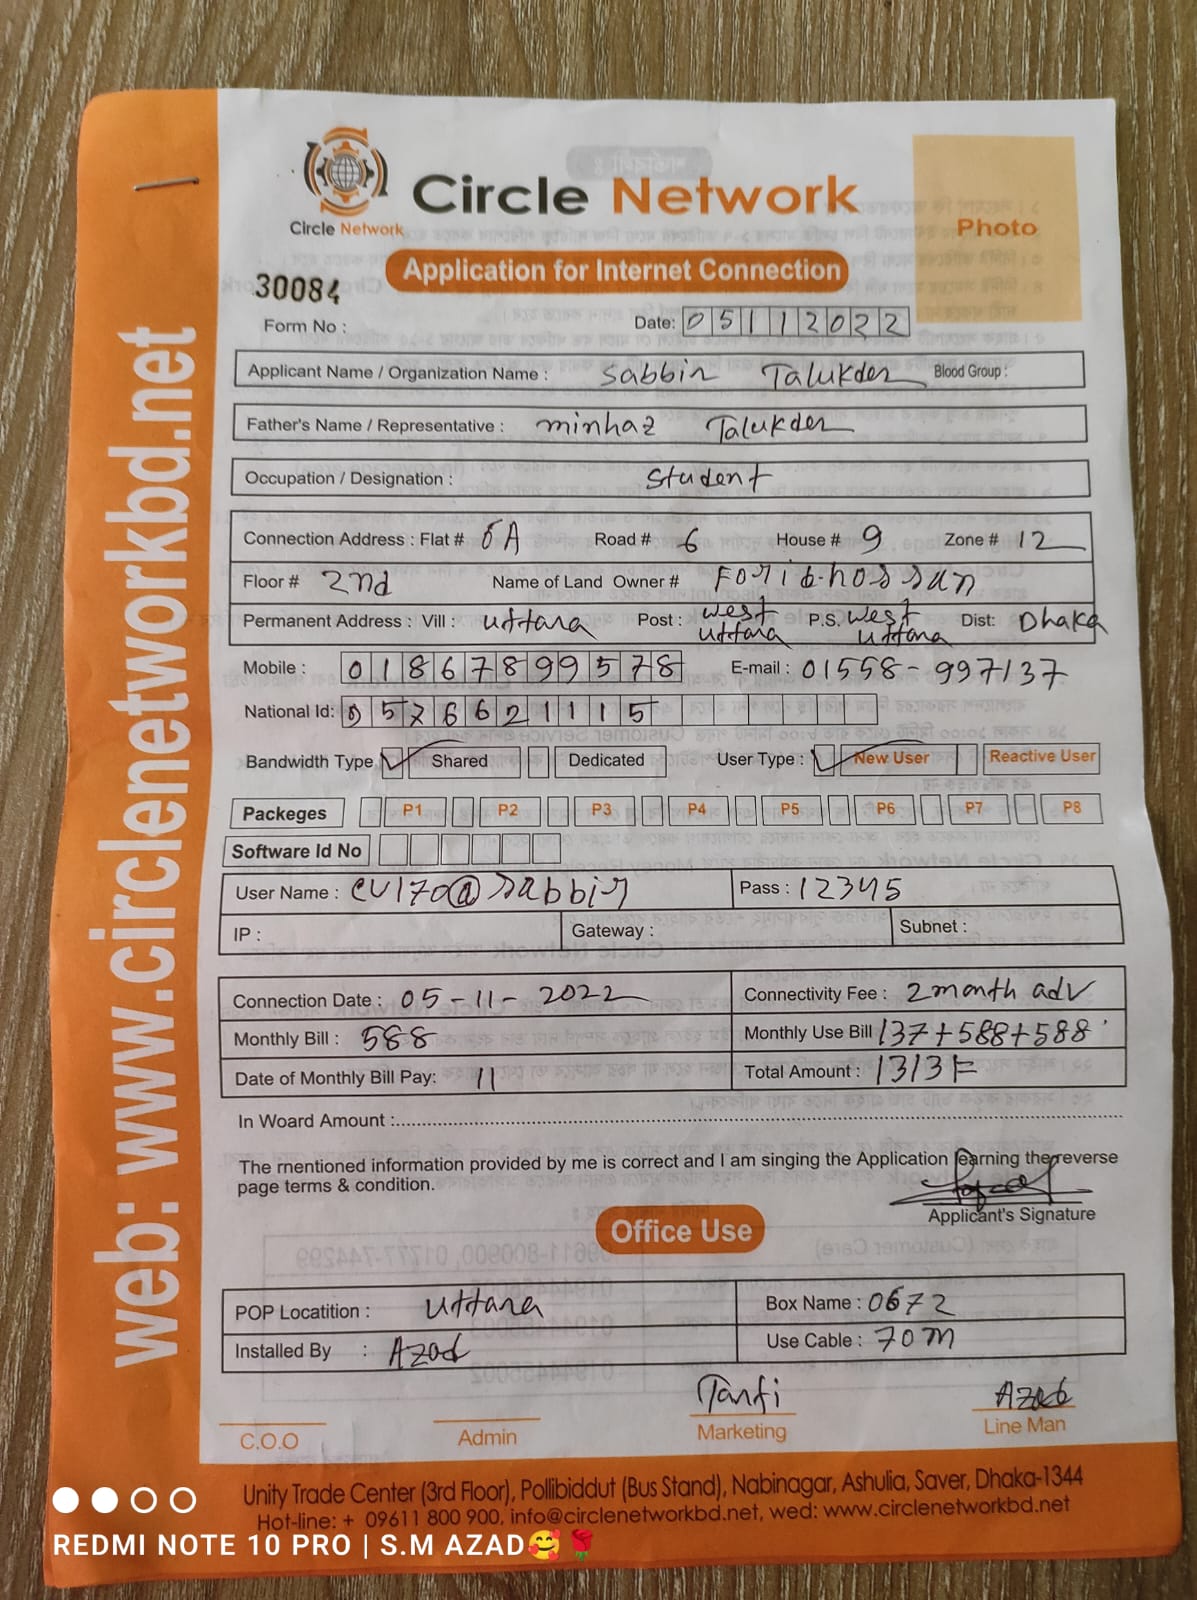 Circle Network
Circle Network
Photo
Application for Internet Connection
30084
Form No :
Date: 05112022
Applicant Name / Organization Name : Sabbir Talukder Blood Group :
Father's Name / Representative : minhaz Talukder
Occupation / Designation : Student
Connection Address : Flat # 6A Road # 6 House # 9 Zone # 12
Floor # 2nd Name of Land Owner # Foridhossan
Permanent Address : Vill : uttara Post : west uttara P.S. west uttara Dist: Dhaka
Mobile : 01867899578 E-mail : 01558-997137
National Id: 0576621115
Bandwidth Type Shared Dedicated User Type : New User Reactive User
Packeges P1 P2 P3 P4 P5 P6 P7 P8
Software Id No
User Name : CU170@sabbir Pass : 12345
IP : Gateway : Subnet :
Connection Date : 05-11-2022 Connectivity Fee : 2 month adv
Monthly Bill : 588 Monthly Use Bill 137+588+588
Date of Monthly Bill Pay: 11 Total Amount : 1313/=
In Woard Amount :
The mentioned information provided by me is correct and I am singing the Application earning the reverse
page terms & condition.
Applicant's Signature
Office Use
POP Locatition : uttara Box Name : 0672
Installed By : Azad Use Cable : 70m
Tanfi Azad
C.O.O Admin Marketing Line Man
Unity Trade Center (3rd Floor), Pollibiddut (Bus Stand), Nabinagar, Ashulia, Saver, Dhaka-1344
Hot-line: + 09611 800 900, info@circlenetworkbd.net, wed: www.circlenetworkbd.net
web: www.circlenetworkbd.net
REDMI NOTE 10 PRO | S.M AZAD🥰🌹